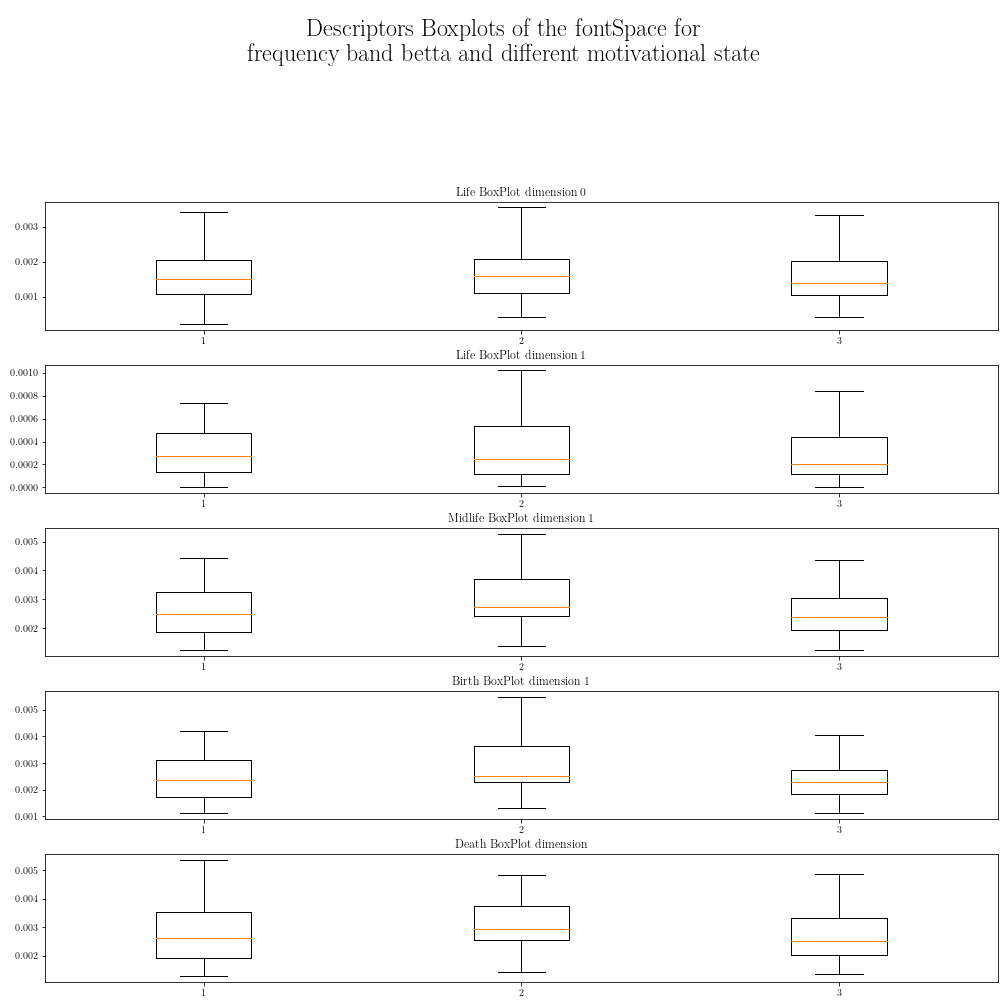 Descriptors Boxplots of the fontSpace for
frequency band betta and different motivational state
Life BoxPlot dimension 0
0.003
0.002
0.001
1 2 3
Life BoxPlot dimension 1
0.0010
0.0008
0.0006
0.0004
0.0002
0.0000
1 2 3
Midlife BoxPlot dimension 1
0.005
0.004
0.003
0.002
1 2 3
Birth BoxPlot dimension 1
0.005
0.004
0.003
0.002
0.001
1 2 3
Death BoxPlot dimension
0.005
0.004
0.003
0.002
1 2 3